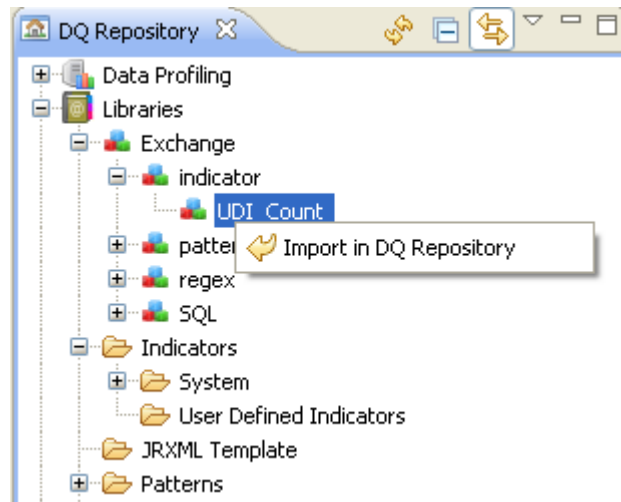 DQ Repository
Data Profiling
Libraries
Exchange
indicator
UDI_Count
Import in DQ Repository
regex
SQL
Indicators
System
User Defined Indicators
JRXML Template
Patterns